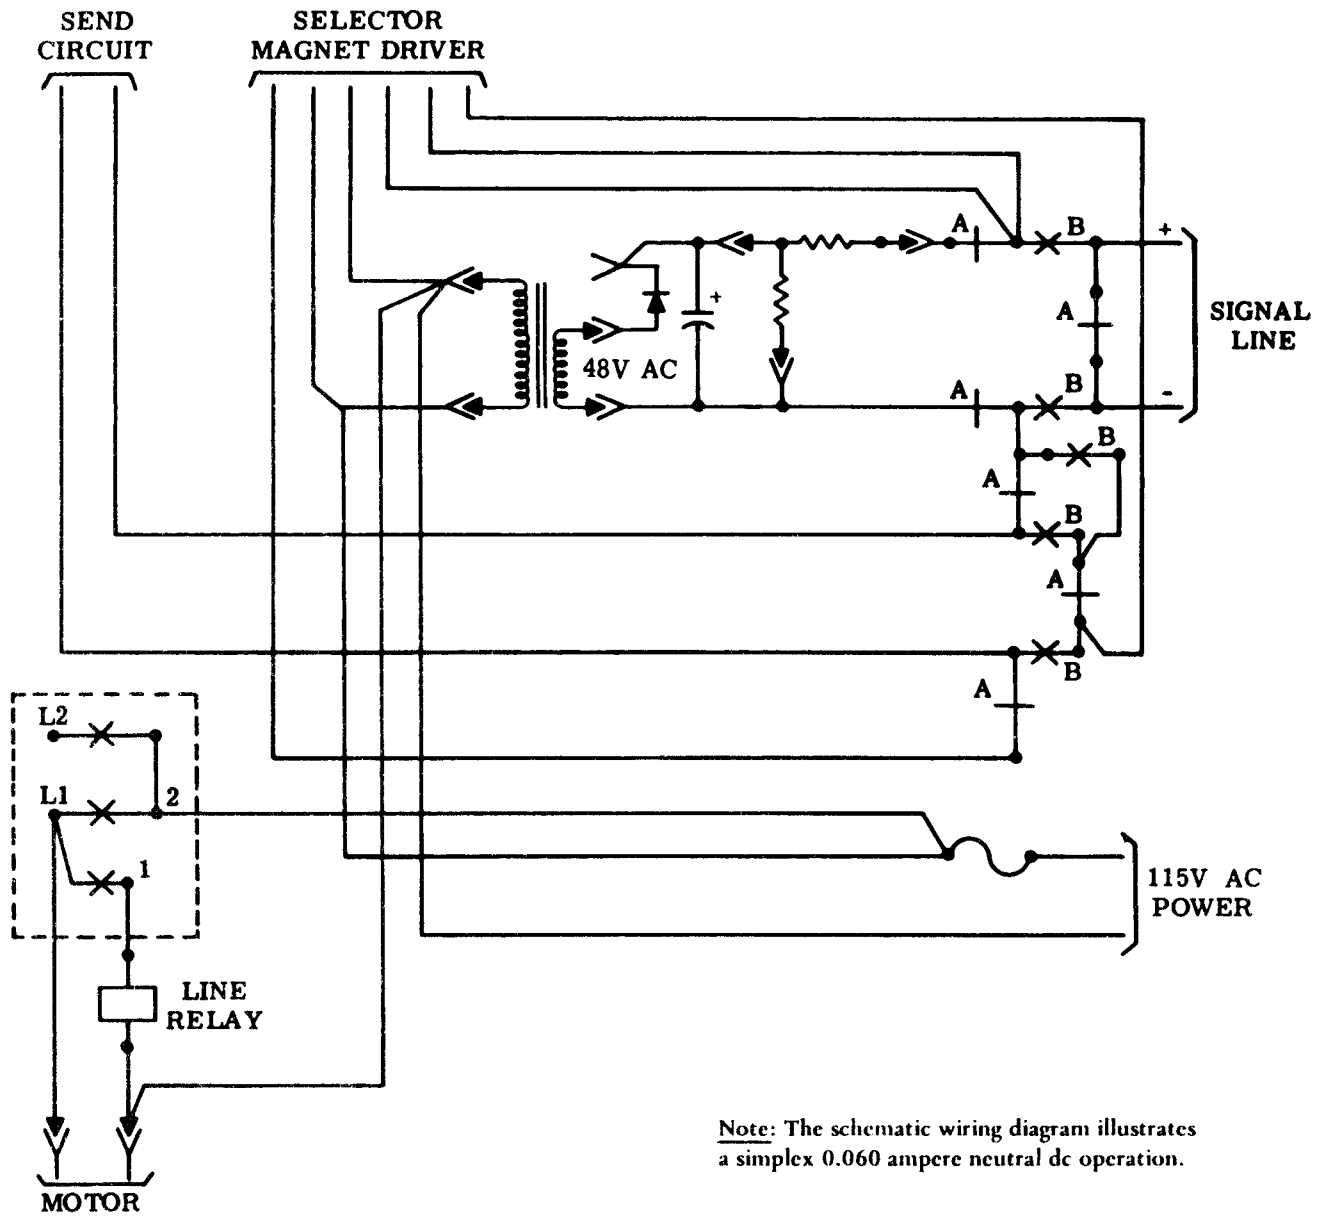 SEND
CIRCUIT
SELECTOR
MAGNET DRIVER
A
B
+
+
A
SIGNAL
LINE
48V AC
A
B
-
B
A
B
A
B
A
L2
L1
2
1
115V AC
POWER
LINE
RELAY
Note: The schematic wiring diagram illustrates
a simplex 0.060 ampere neutral dc operation.
MOTOR